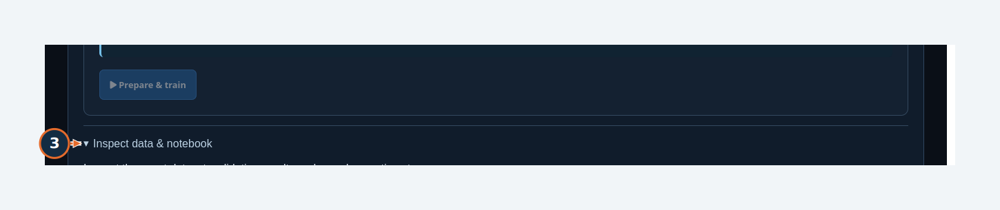 ▶ Prepare & train
3 ▾ Inspect data & notebook